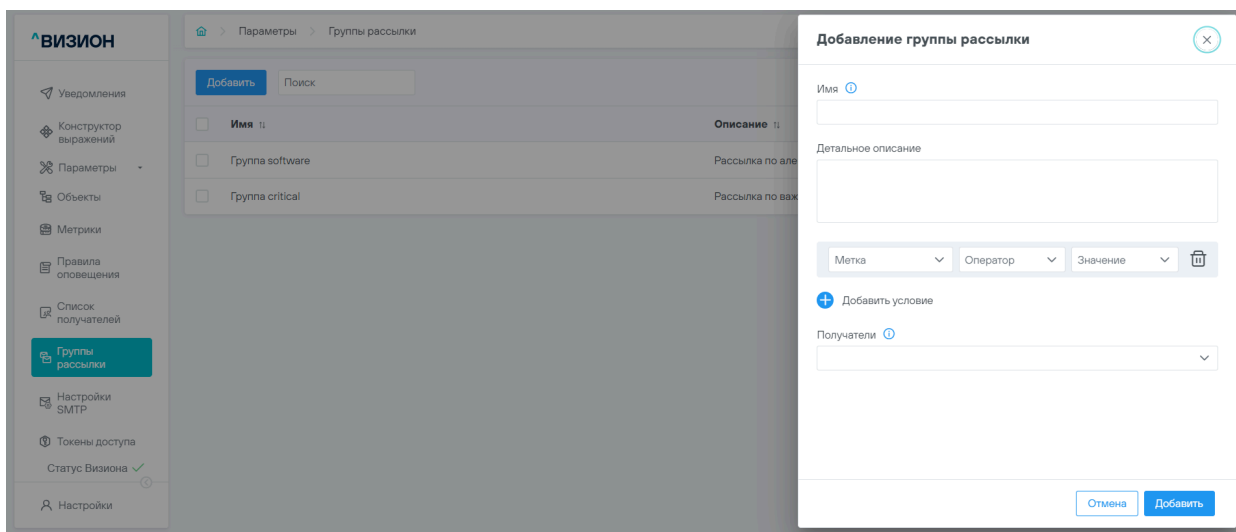 ^ВИЗИОН
Уведомления
Конструктор
выражений
Параметры
Объекты
Метрики
Правила
оповещения
Список
получателей
Группы
рассылки
Настройки
SMTP
Токены доступа
Статус Визиона
Настройки
Параметры > Группы рассылки
Добавить Поиск
Имя Описание
Группа software Рассылка по але
Группа critical Рассылка по важ
Добавление группы рассылки
Имя
Детальное описание
Метка Оператор Значение
Добавить условие
Получатели
Отмена Добавить